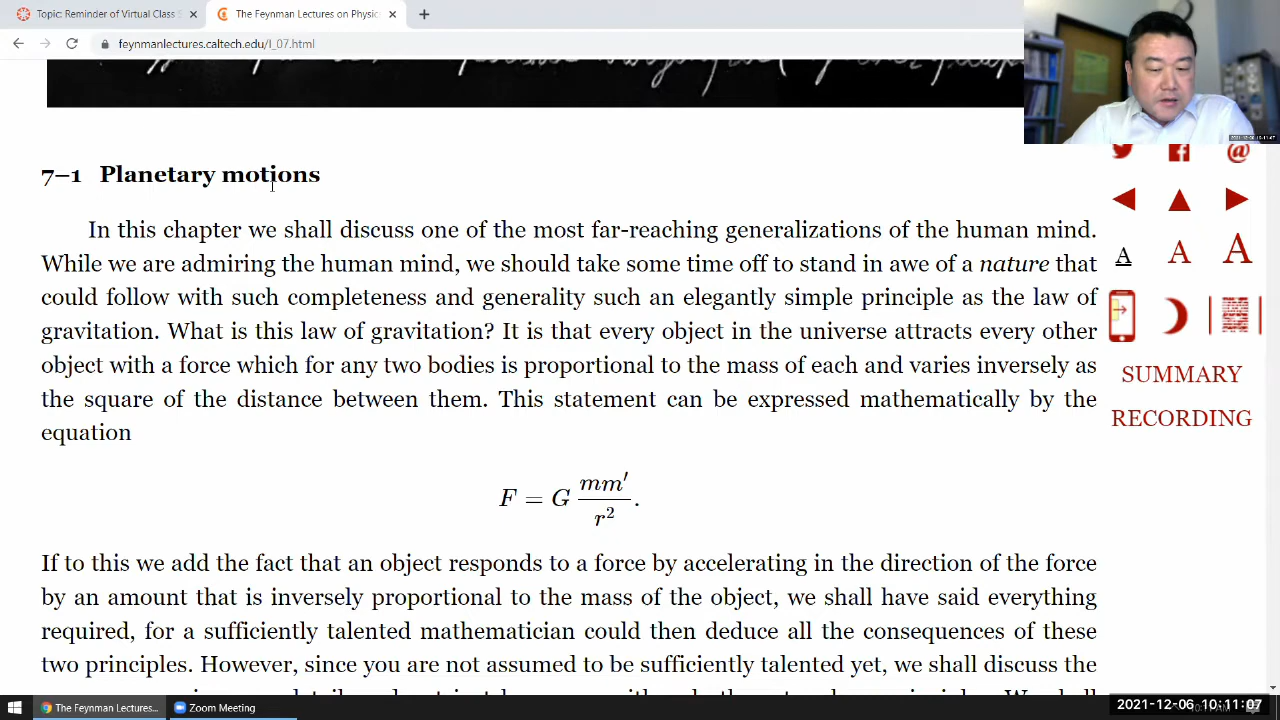 Topic: Reminder of Virtual Class
The Feynman Lectures on Physic
feynmanlectures.caltech.edu/I_07.html
7–1 Planetary motions
In this chapter we shall discuss one of the most far-reaching generalizations of the human mind.
While we are admiring the human mind, we should take some time off to stand in awe of a nature that
could follow with such completeness and generality such an elegantly simple principle as the law of
gravitation. What is this law of gravitation? It is that every object in the universe attracts every other
object with a force which for any two bodies is proportional to the mass of each and varies inversely as
the square of the distance between them. This statement can be expressed mathematically by the
equation
F = G mm′/r².
If to this we add the fact that an object responds to a force by accelerating in the direction of the force
by an amount that is inversely proportional to the mass of the object, we shall have said everything
required, for a sufficiently talented mathematician could then deduce all the consequences of these
two principles. However, since you are not assumed to be sufficiently talented yet, we shall discuss the
A A A
SUMMARY
RECORDING
The Feynman Lectures...
Zoom Meeting
2021-12-06 10:11:07